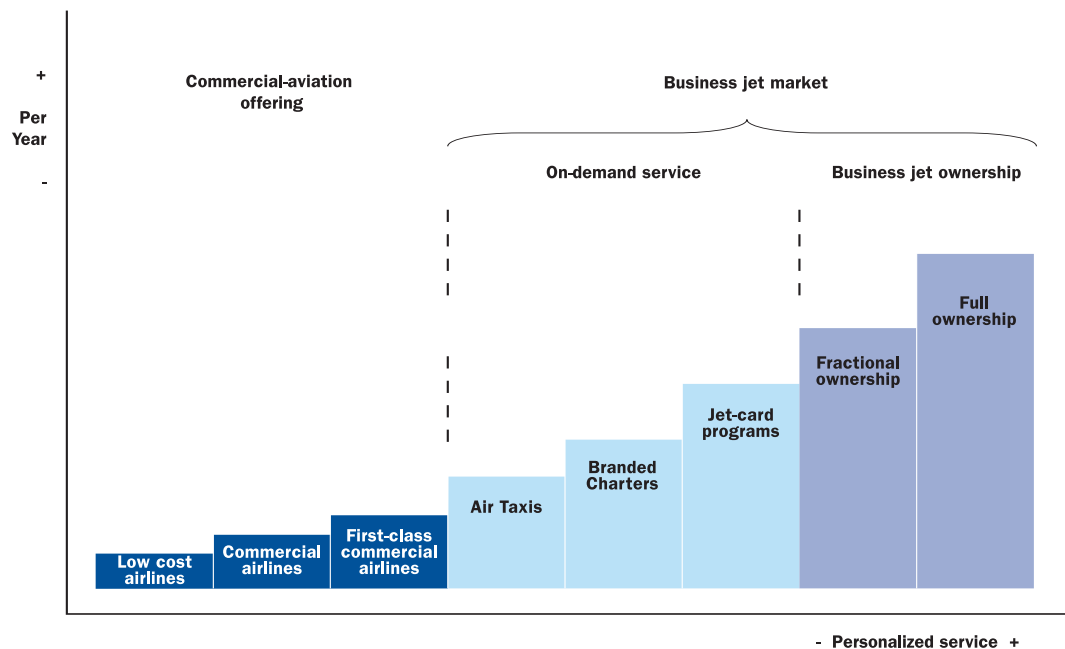 +
Per
Year
-
Commercial-aviation
offering
Business jet market
On-demand service
Business jet ownership
Low cost
airlines
Commercial
airlines
First-class
commercial
airlines
Air Taxis
Branded
Charters
Jet-card
programs
Fractional
ownership
Full
ownership
- Personalized service +